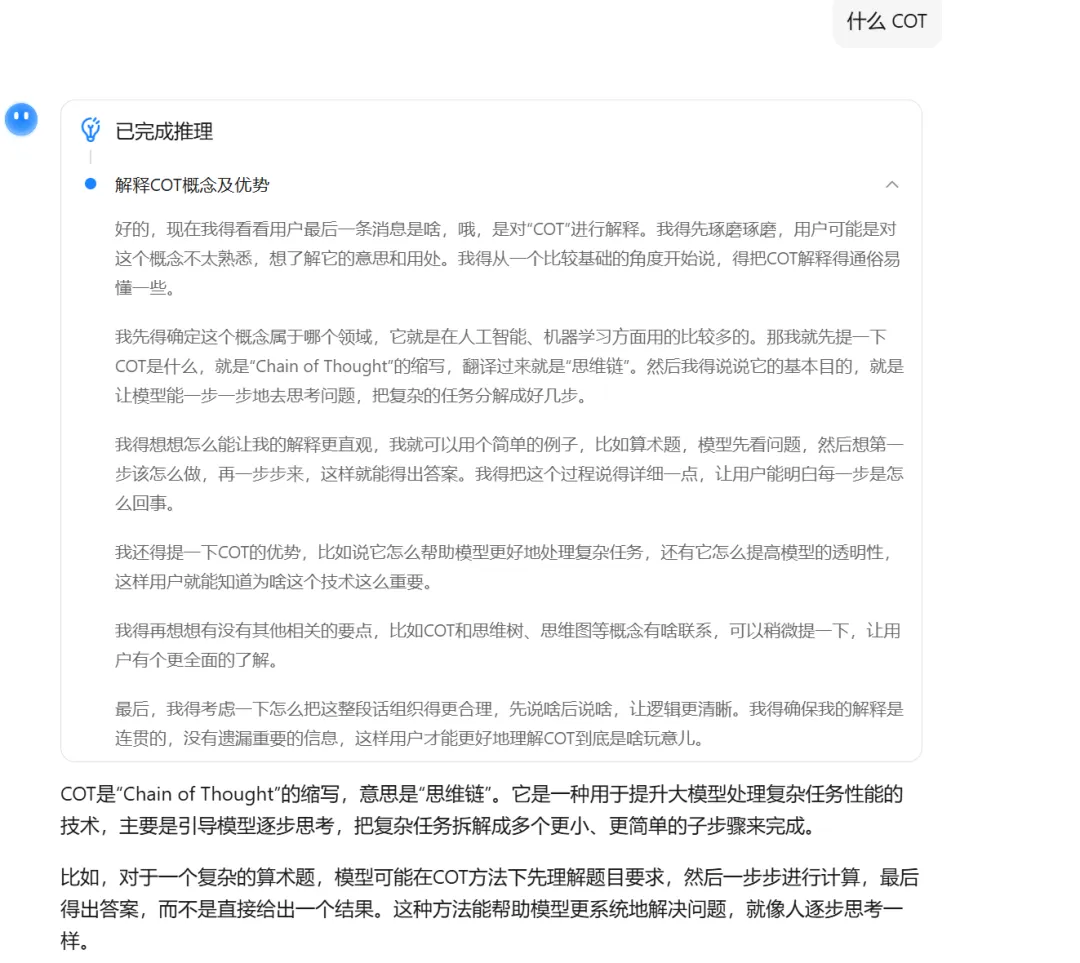 什么 COT
已完成推理
解释COT概念及优势
好的，现在我得看看用户最后一条消息是啥，哦，是对“COT”进行解释。我得先琢磨琢磨，用户可能是对
这个概念不太熟悉，想了解它的意思和用处。我得从一个比较基础的角度开始说，得把COT解释得通俗易
懂一些。
我先得确定这个概念属于哪个领域，它就是在人工智能、机器学习方面用的比较多的。那我就先提一下
COT是什么，就是“Chain of Thought”的缩写，翻译过来就是“思维链”。然后我得说说它的基本目的，就是
让模型能一步一步地去思考问题，把复杂的任务分解成好几步。
我得想想怎么能让我的解释更直观，我就可以用个简单的例子，比如算术题，模型先看问题，然后想第一
步该怎么做，再一步步来，这样就能得出答案。我得把这个过程说得详细一点，让用户能明白每一步是怎
么回事。
我还得提一下COT的优势，比如说它怎么帮助模型更好地处理复杂任务，还有它怎么提高模型的透明性，
这样用户就能知道为啥这个技术这么重要。
我得再想想有没有其他相关的要点，比如COT和思维树、思维图等概念有啥联系，可以稍微提一下，让用
户有个更全面的了解。
最后，我得考虑一下怎么把这整段话组织得更合理，先说啥后说啥，让逻辑更清晰。我得确保我的解释是
连贯的，没有遗漏重要的信息，这样用户才能更好地理解COT到底是啥玩意儿。
COT是“Chain of Thought”的缩写，意思是“思维链”。它是一种用于提升大模型处理复杂任务性能的
技术，主要是引导模型逐步思考，把复杂任务拆解成多个更小、更简单的子步骤来完成。
比如，对于一个复杂的算术题，模型可能在COT方法下先理解题目要求，然后一步步进行计算，最后
得出答案，而不是直接给出一个结果。这种方法能帮助模型更系统地解决问题，就像人逐步思考一
样。